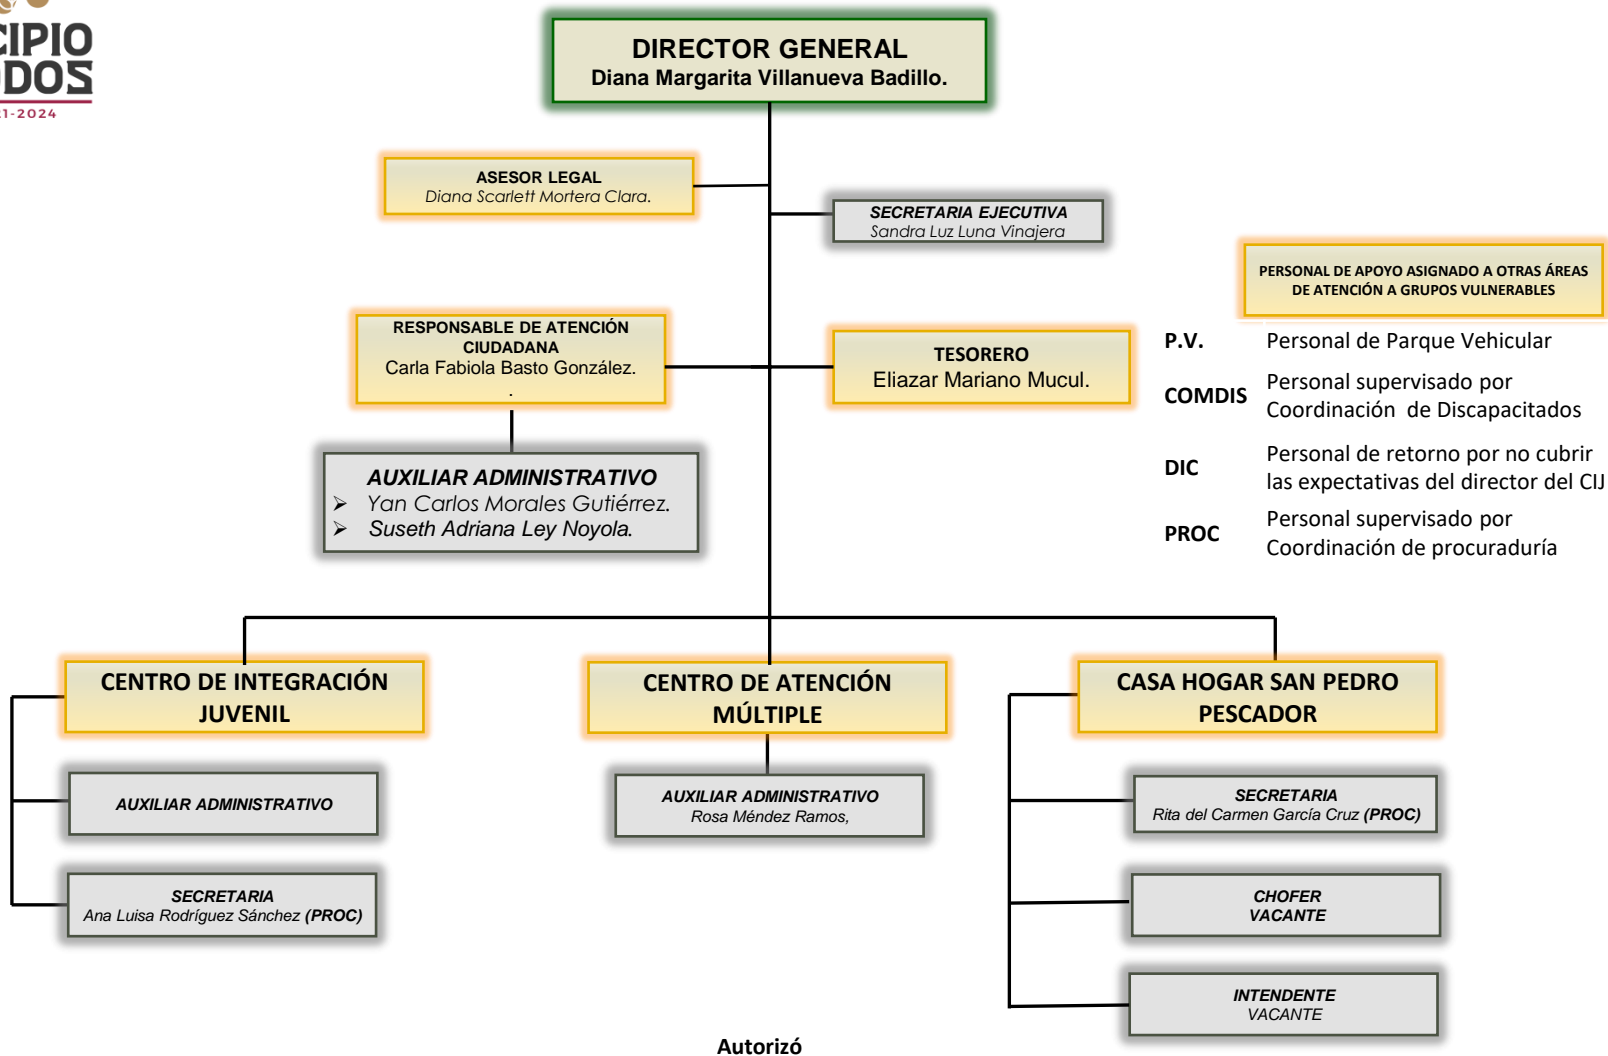 CIPIO
DOS
1-2024
DIRECTOR GENERAL
Diana Margarita Villanueva Badillo.
ASESOR LEGAL
Diana Scarlett Mortera Clara.
SECRETARIA EJECUTIVA
Sandra Luz Luna Vinajera
PERSONAL DE APOYO ASIGNADO A OTRAS ÁREAS
DE ATENCIÓN A GRUPOS VULNERABLES
RESPONSABLE DE ATENCIÓN
CIUDADANA
Carla Fabiola Basto González.
.
TESORERO
Eliazar Mariano Mucul.
P.V. Personal de Parque Vehicular
COMDIS Personal supervisado por
Coordinación de Discapacitados
DIC Personal de retorno por no cubrir
las expectativas del director del CIJ
PROC Personal supervisado por
Coordinación de procuraduría
AUXILIAR ADMINISTRATIVO
➢ Yan Carlos Morales Gutiérrez.
➢ Suseth Adriana Ley Noyola.
CENTRO DE INTEGRACIÓN
JUVENIL
AUXILIAR ADMINISTRATIVO
SECRETARIA
Ana Luisa Rodríguez Sánchez (PROC)
CENTRO DE ATENCIÓN
MÚLTIPLE
AUXILIAR ADMINISTRATIVO
Rosa Méndez Ramos,
CASA HOGAR SAN PEDRO
PESCADOR
SECRETARIA
Rita del Carmen García Cruz (PROC)
CHOFER
VACANTE
INTENDENTE
VACANTE
Autorizó